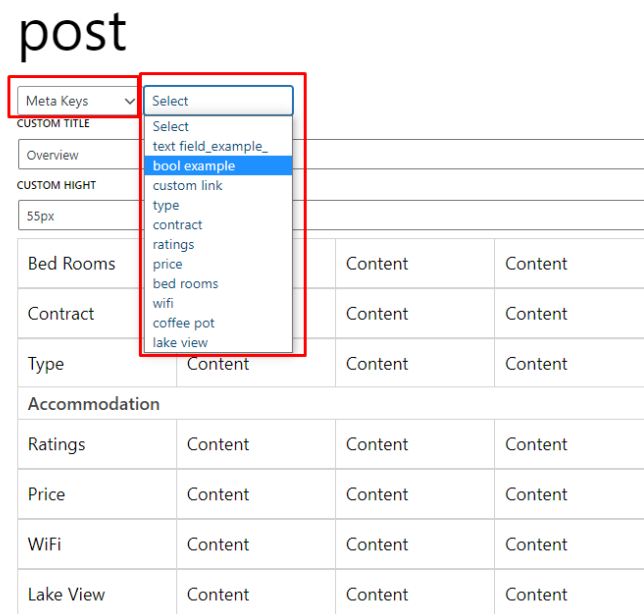 post
Meta Keys
Select
CUSTOM TITLE
Select
text field_example_
Overview
bool example
CUSTOM HIGHT
custom link
55px
type
contract
ratings
price
bed rooms
wifi
coffee pot
lake view
Bed Rooms Content Content
Contract Content Content
Type Content Content Content
Accommodation
Ratings Content Content Content
Price Content Content Content
WiFi Content Content Content
Lake View Content Content Content